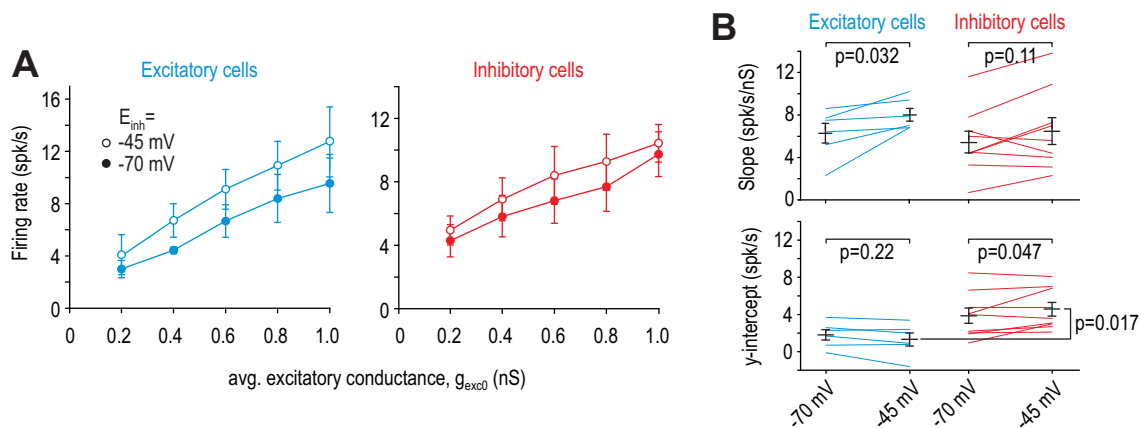 A
Excitatory cells
Inhibitory cells
Firing rate (spk/s)
16
12
8
4
0
E_inh=
-45 mV
-70 mV
0 0.2 0.4 0.6 0.8 1.0
12
8
4
0
0 0.2 0.4 0.6 0.8 1.0
avg. excitatory conductance, g_exc0 (nS)
B
Excitatory cells
Inhibitory cells
Slope (spk/s/nS)
12
8
4
0
p=0.032
p=0.11
y-intercept (spk/s)
12
8
4
0
p=0.22
p=0.047
p=0.017
-70 mV
-45 mV
-70 mV
-45 mV